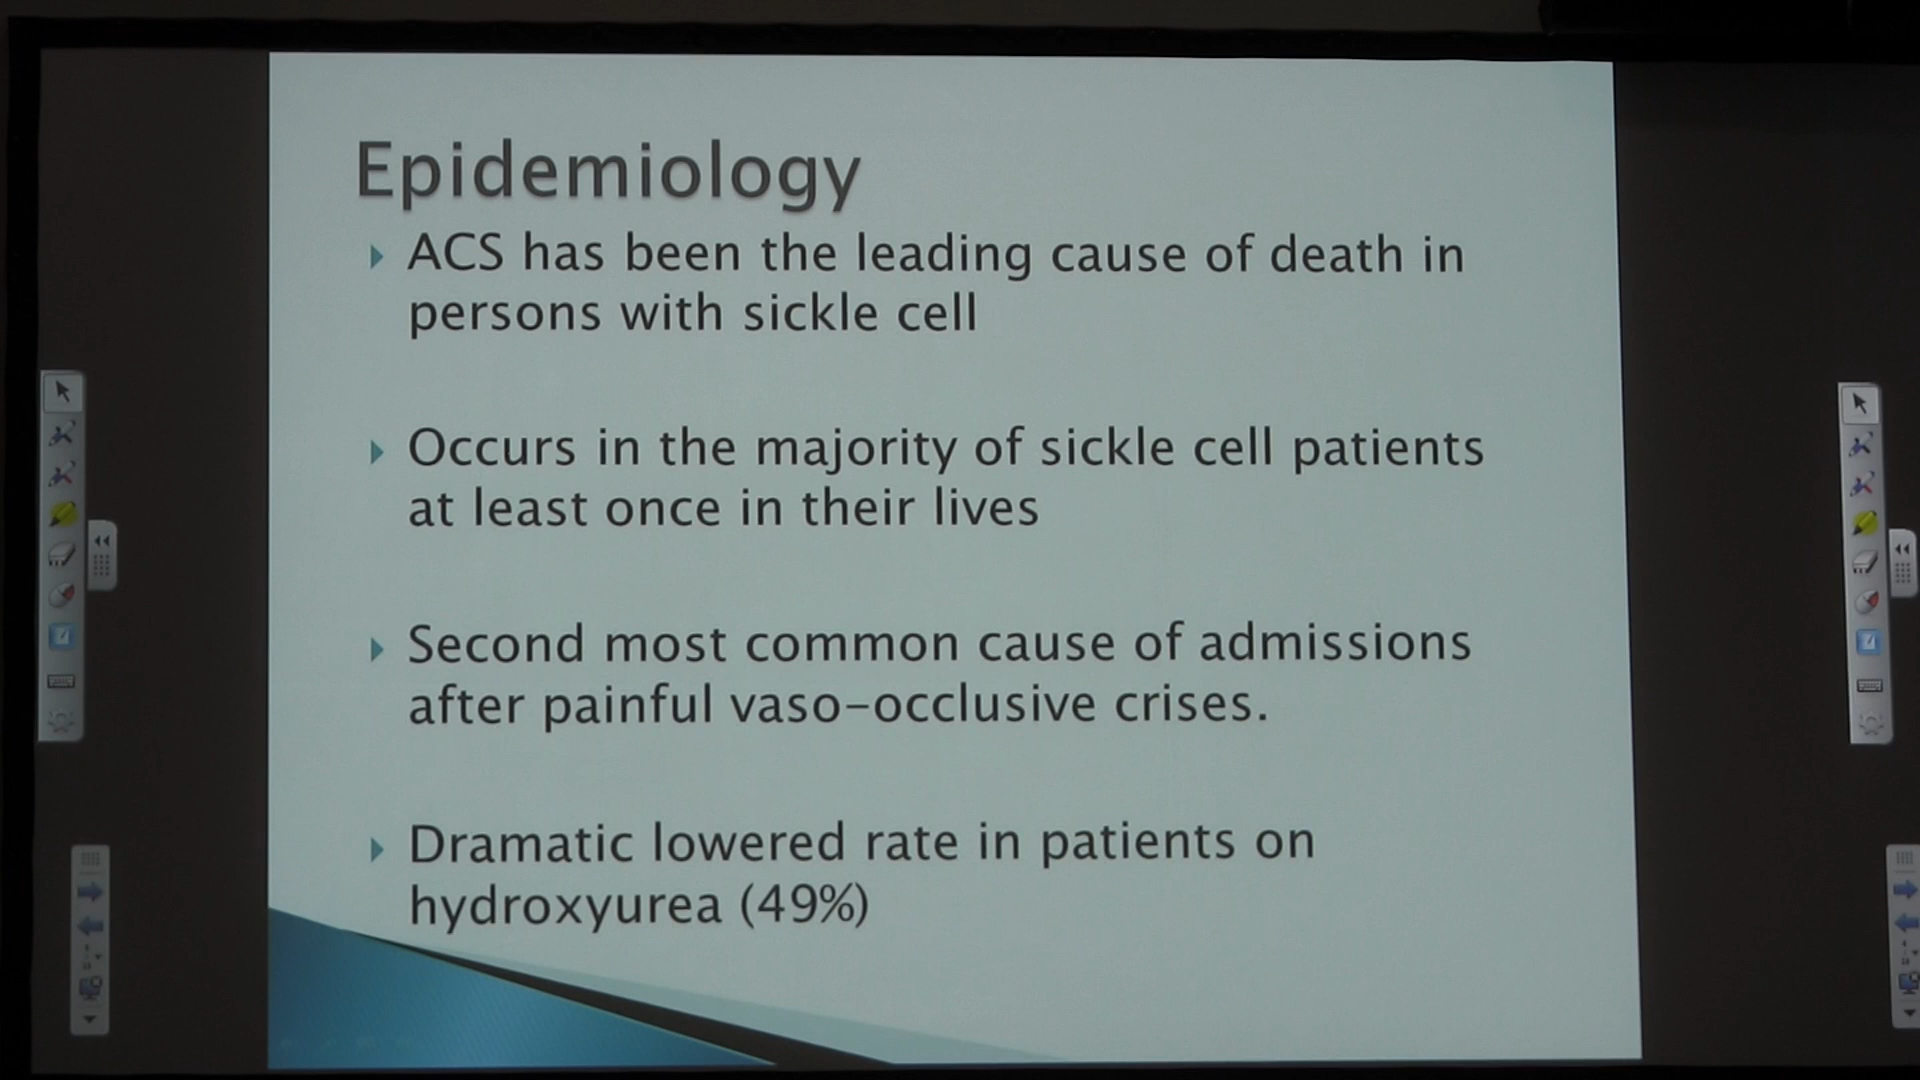 Epidemiology
ACS has been the leading cause of death in
persons with sickle cell
Occurs in the majority of sickle cell patients
at least once in their lives
Second most common cause of admissions
after painful vaso-occlusive crises.
Dramatic lowered rate in patients on
hydroxyurea (49%)